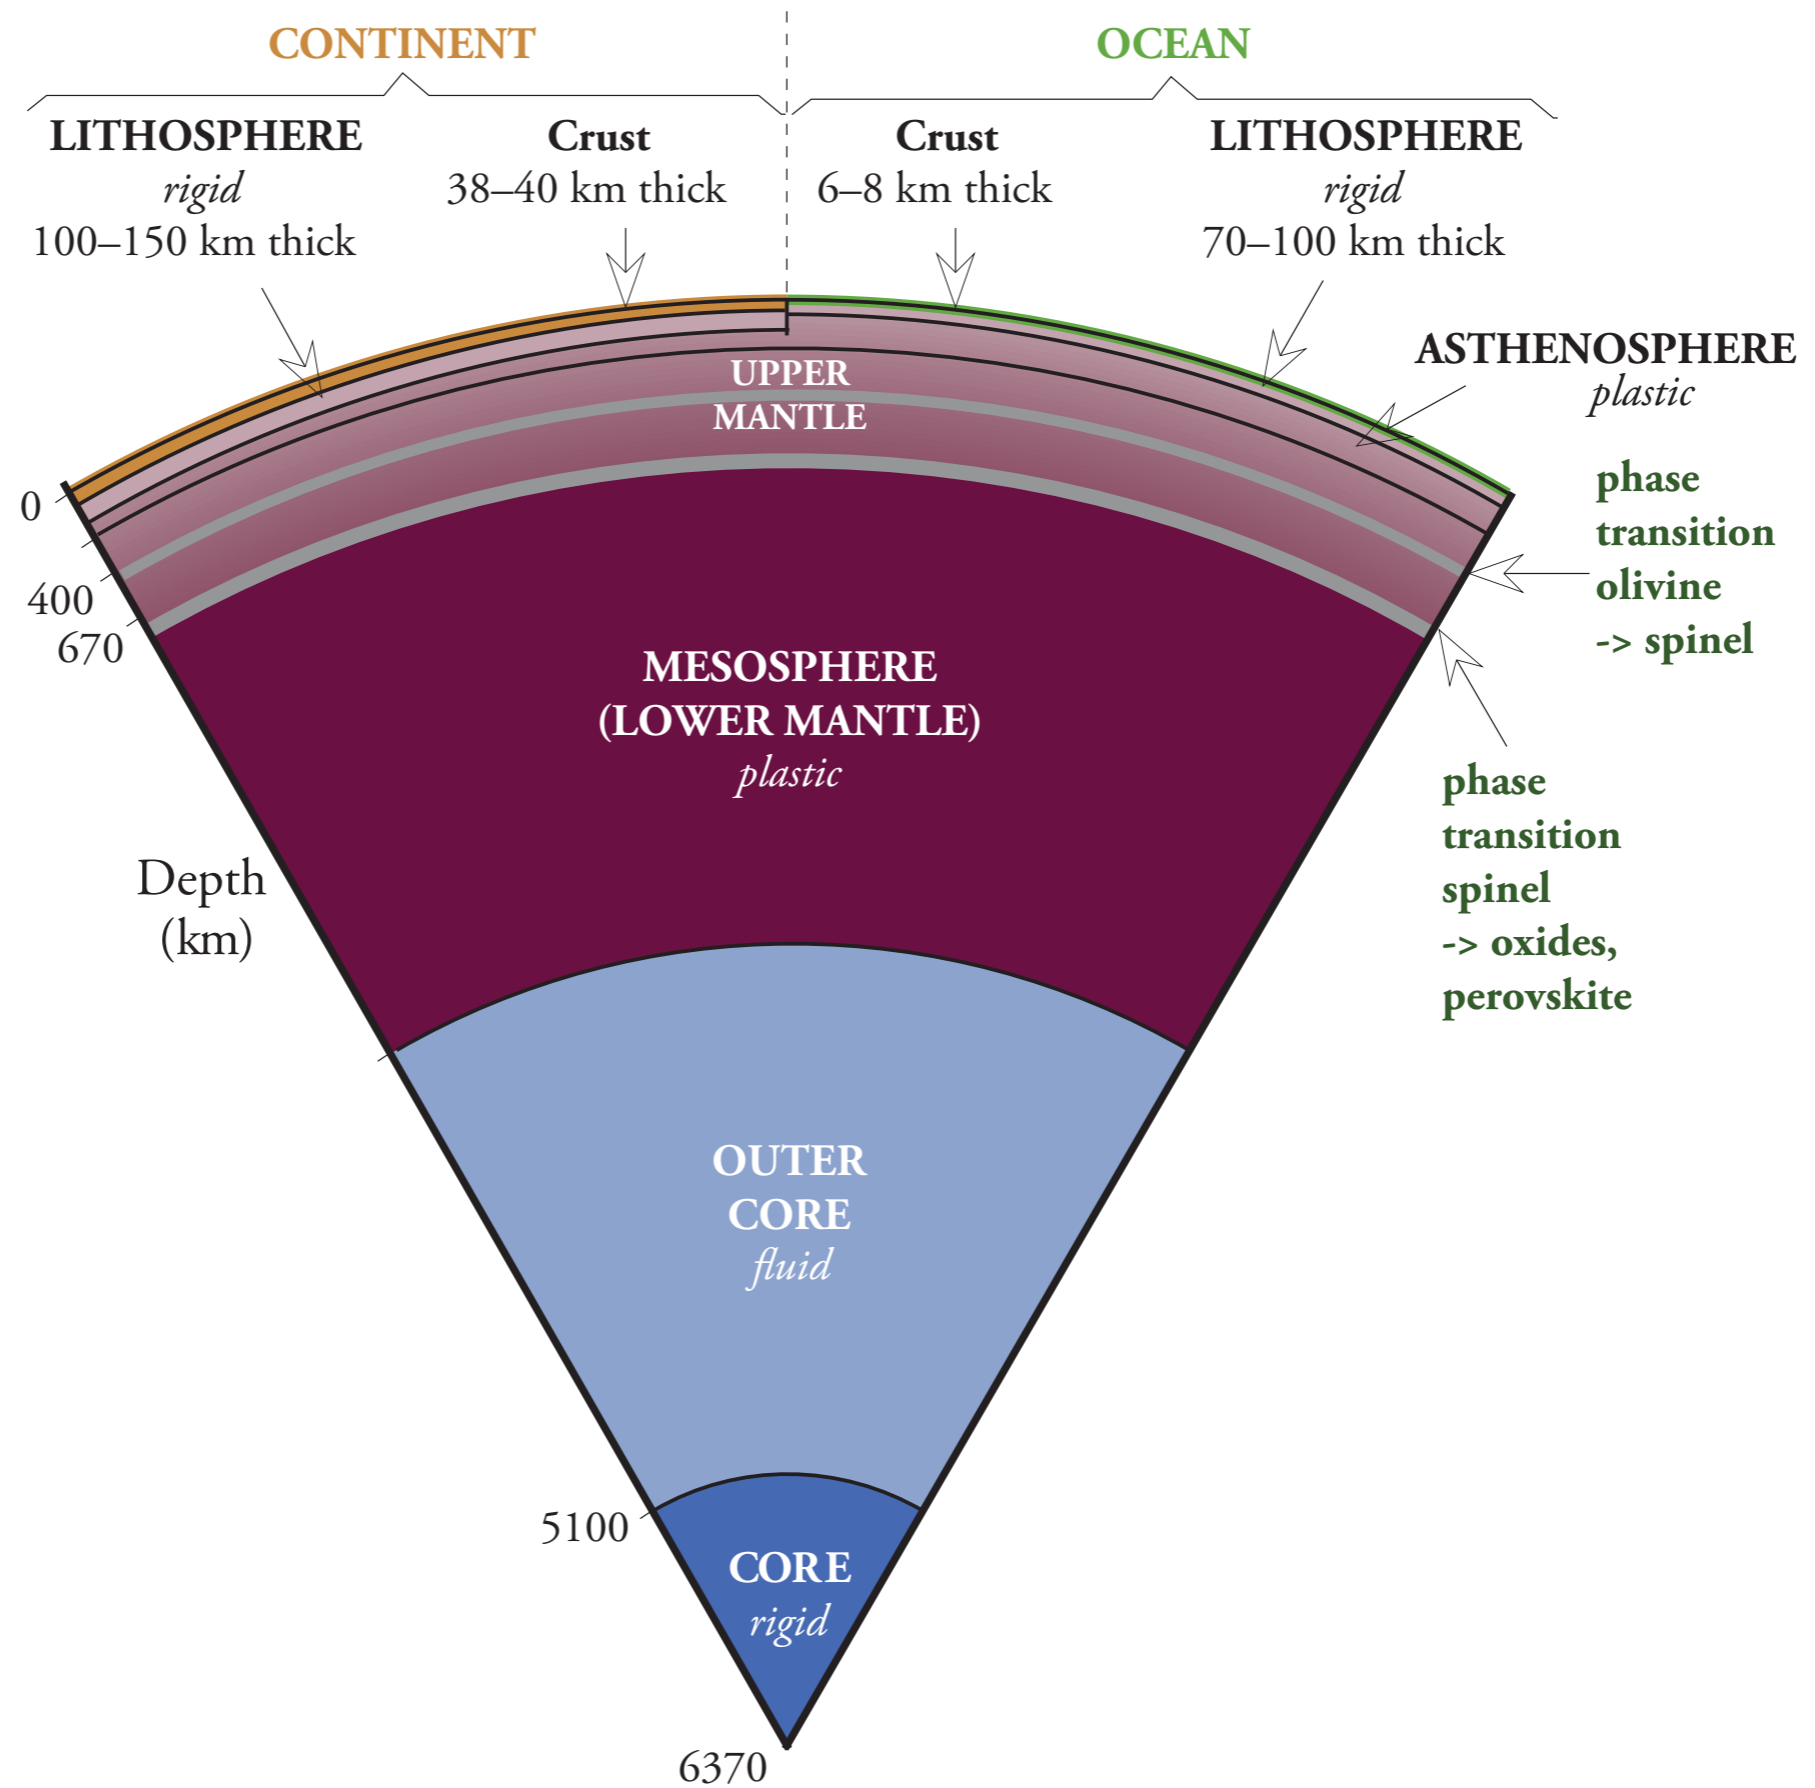 CONTINENT
OCEAN
LITHOSPHERE
rigid
100–150 km thick
Crust
38–40 km thick
Crust
6–8 km thick
LITHOSPHERE
rigid
70–100 km thick
ASTHENOSPHERE
plastic
UPPER
MANTLE
0
400
670
phase
transition
olivine
-> spinel
MESOSPHERE
(LOWER MANTLE)
plastic
phase
transition
spinel
-> oxides,
perovskite
Depth
(km)
OUTER
CORE
fluid
5100
CORE
rigid
6370